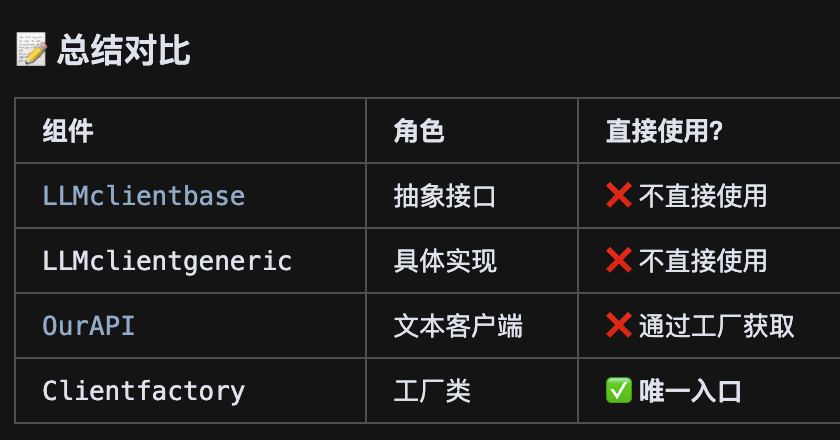 📝 总结对比
组件 角色 直接使用?
LLMclientbase 抽象接口 ❌ 不直接使用
LLMclientgeneric 具体实现 ❌ 不直接使用
OurAPI 文本客户端 ❌ 通过工厂获取
Clientfactory 工厂类 ✅ 唯一入口